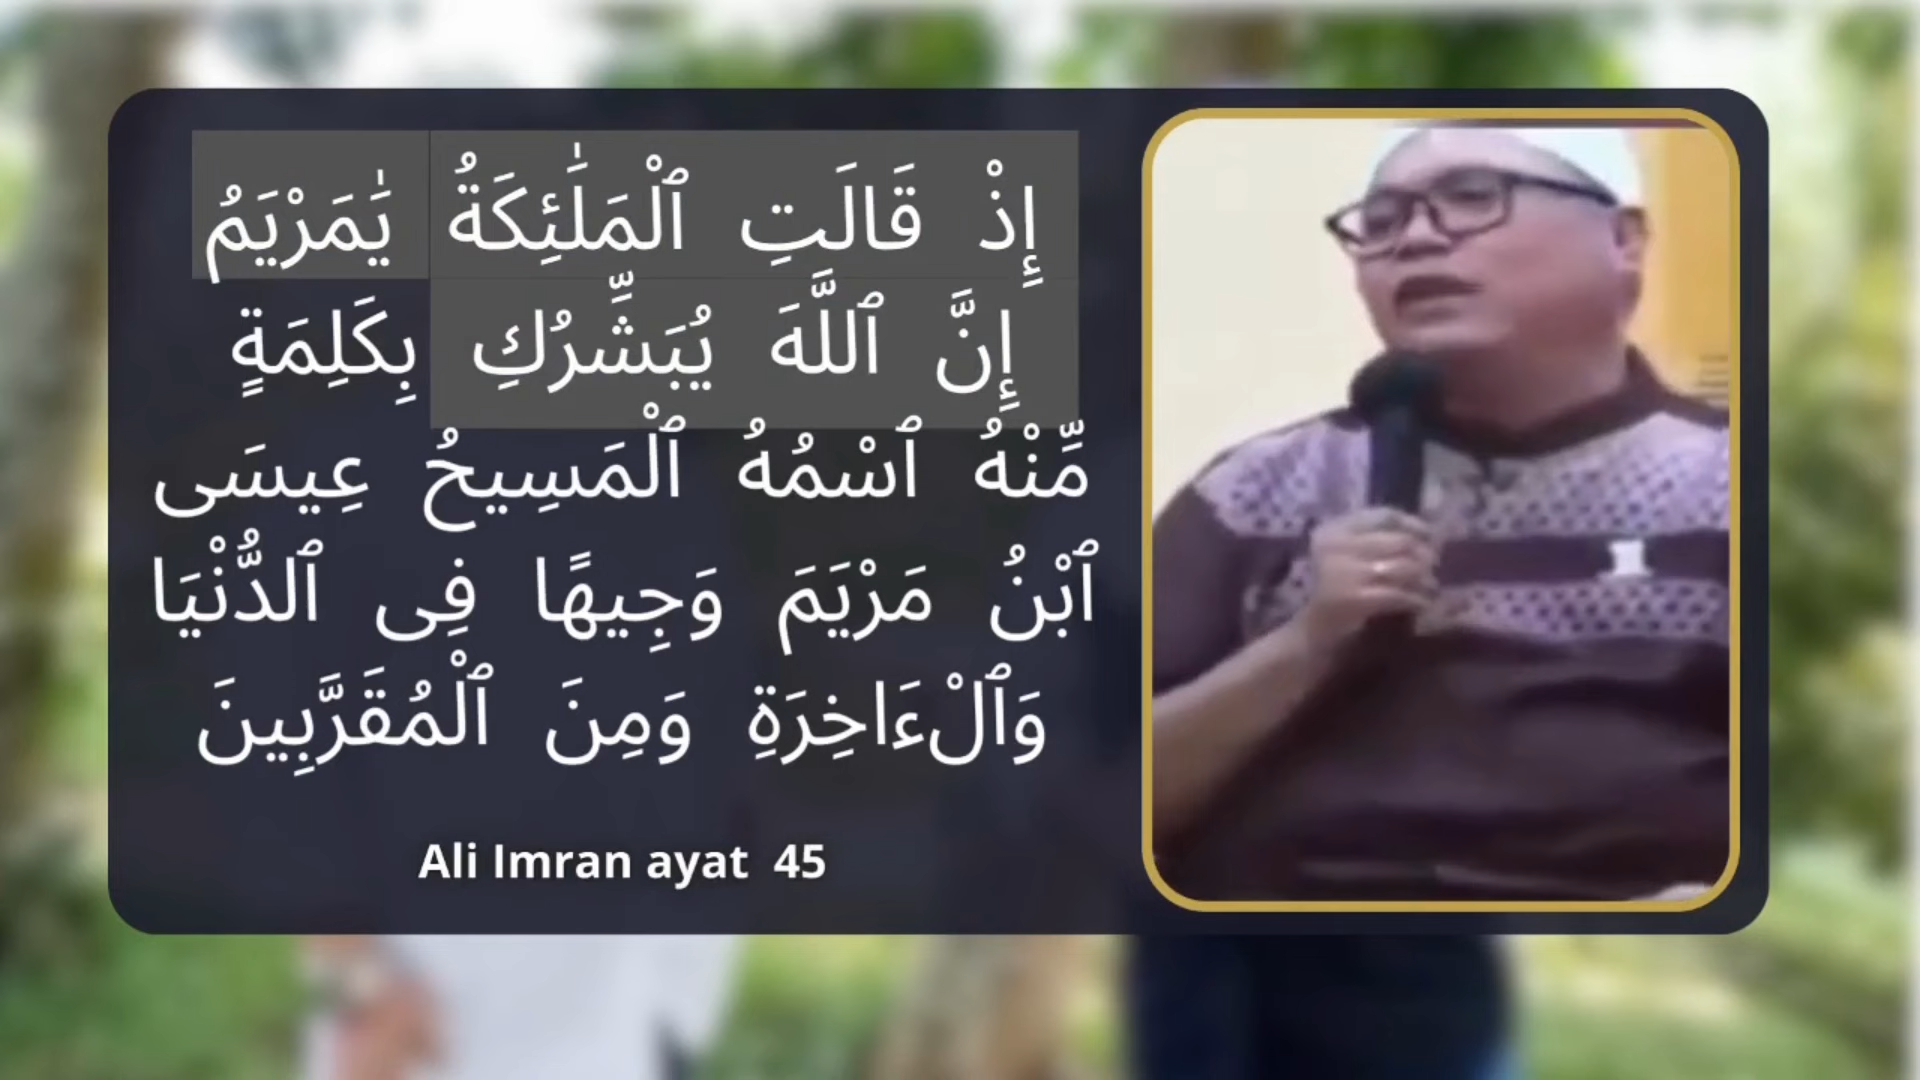 إِذْ قَالَتِ ٱلْمَلَٰٓئِكَةُ يَٰمَرْيَمُ
إِنَّ ٱللَّهَ يُبَشِّرُكِ بِكَلِمَةٍ
مِّنْهُ ٱسْمُهُ ٱلْمَسِيحُ عِيسَى
ٱبْنُ مَرْيَمَ وَجِيهًا فِى ٱلدُّنْيَا
وَٱلْءَاخِرَةِ وَمِنَ ٱلْمُقَرَّبِينَ
Ali Imran ayat 45